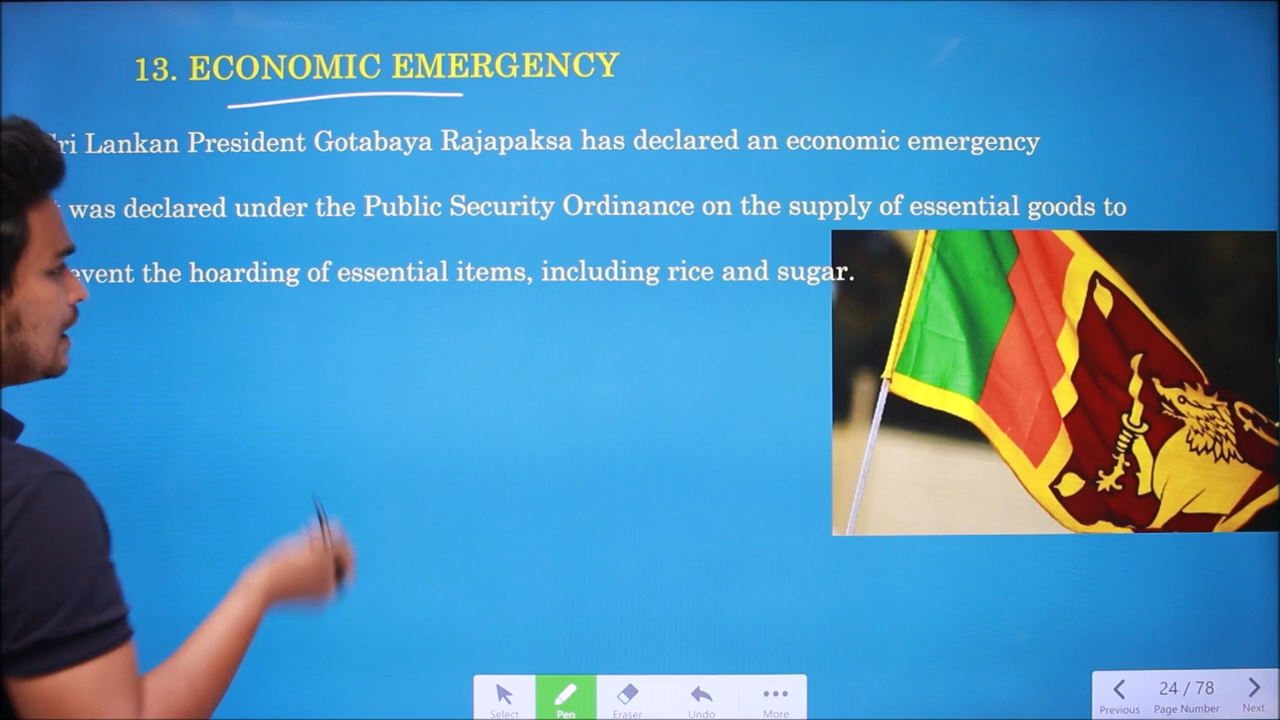 13. ECONOMIC EMERGENCY
Sri Lankan President Gotabaya Rajapaksa has declared an economic emergency
was declared under the Public Security Ordinance on the supply of essential goods to
event the hoarding of essential items, including rice and sugar.
Select
Pen
Eraser
Undo
More
Previous
24 / 78
Page Number
Next